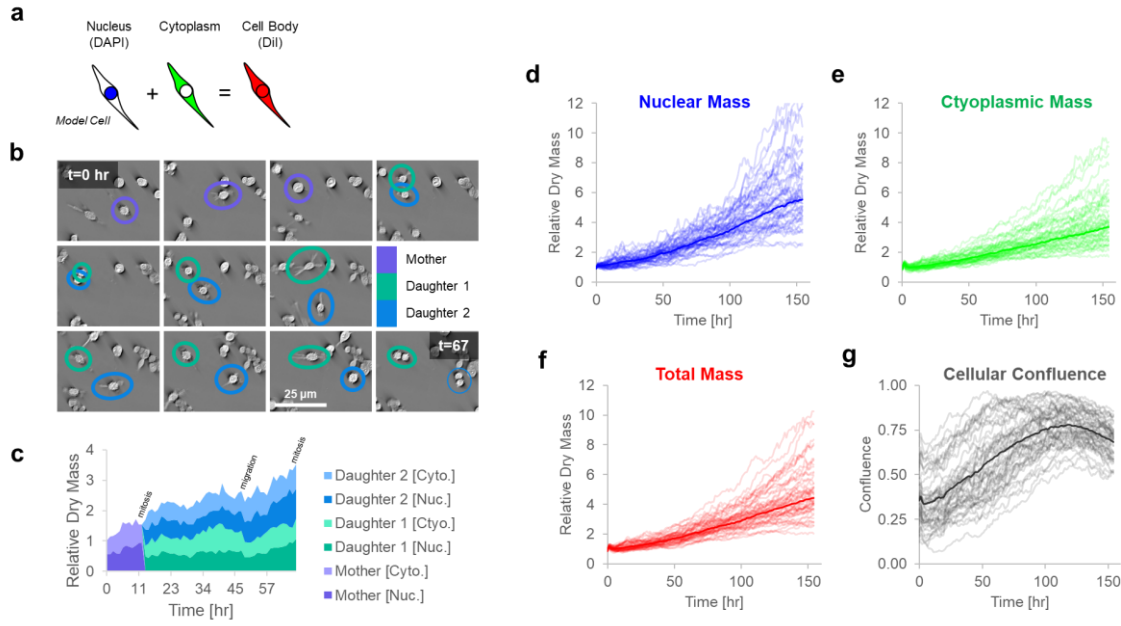 a
Nucleus
(DAPI)
Cytoplasm
Cell Body
(DiI)
+
=
Model Cell
b
t=0 hr
Mother
Daughter 1
Daughter 2
t=67
25 µm
c
Relative Dry Mass
4
3
2
1
0
mitosis
migration
mitosis
0
11
23
34
45
57
Time [hr]
Daughter 2 [Cyto.]
Daughter 2 [Nuc.]
Daughter 1 [Ctyo.]
Daughter 1 [Nuc.]
Mother [Cyto.]
Mother [Nuc.]
d
Nuclear Mass
Relative Dry Mass
12
10
8
6
4
2
0
50
100
150
Time [hr]
e
Ctyoplasmic Mass
Relative Dry Mass
12
10
8
6
4
2
0
50
100
150
Time [hr]
f
Total Mass
Relative Dry Mass
12
10
8
6
4
2
0
50
100
150
Time [hr]
g
Cellular Confluence
Confluence
1.00
0.75
0.50
0.25
0.00
0
50
100
150
Time [hr]